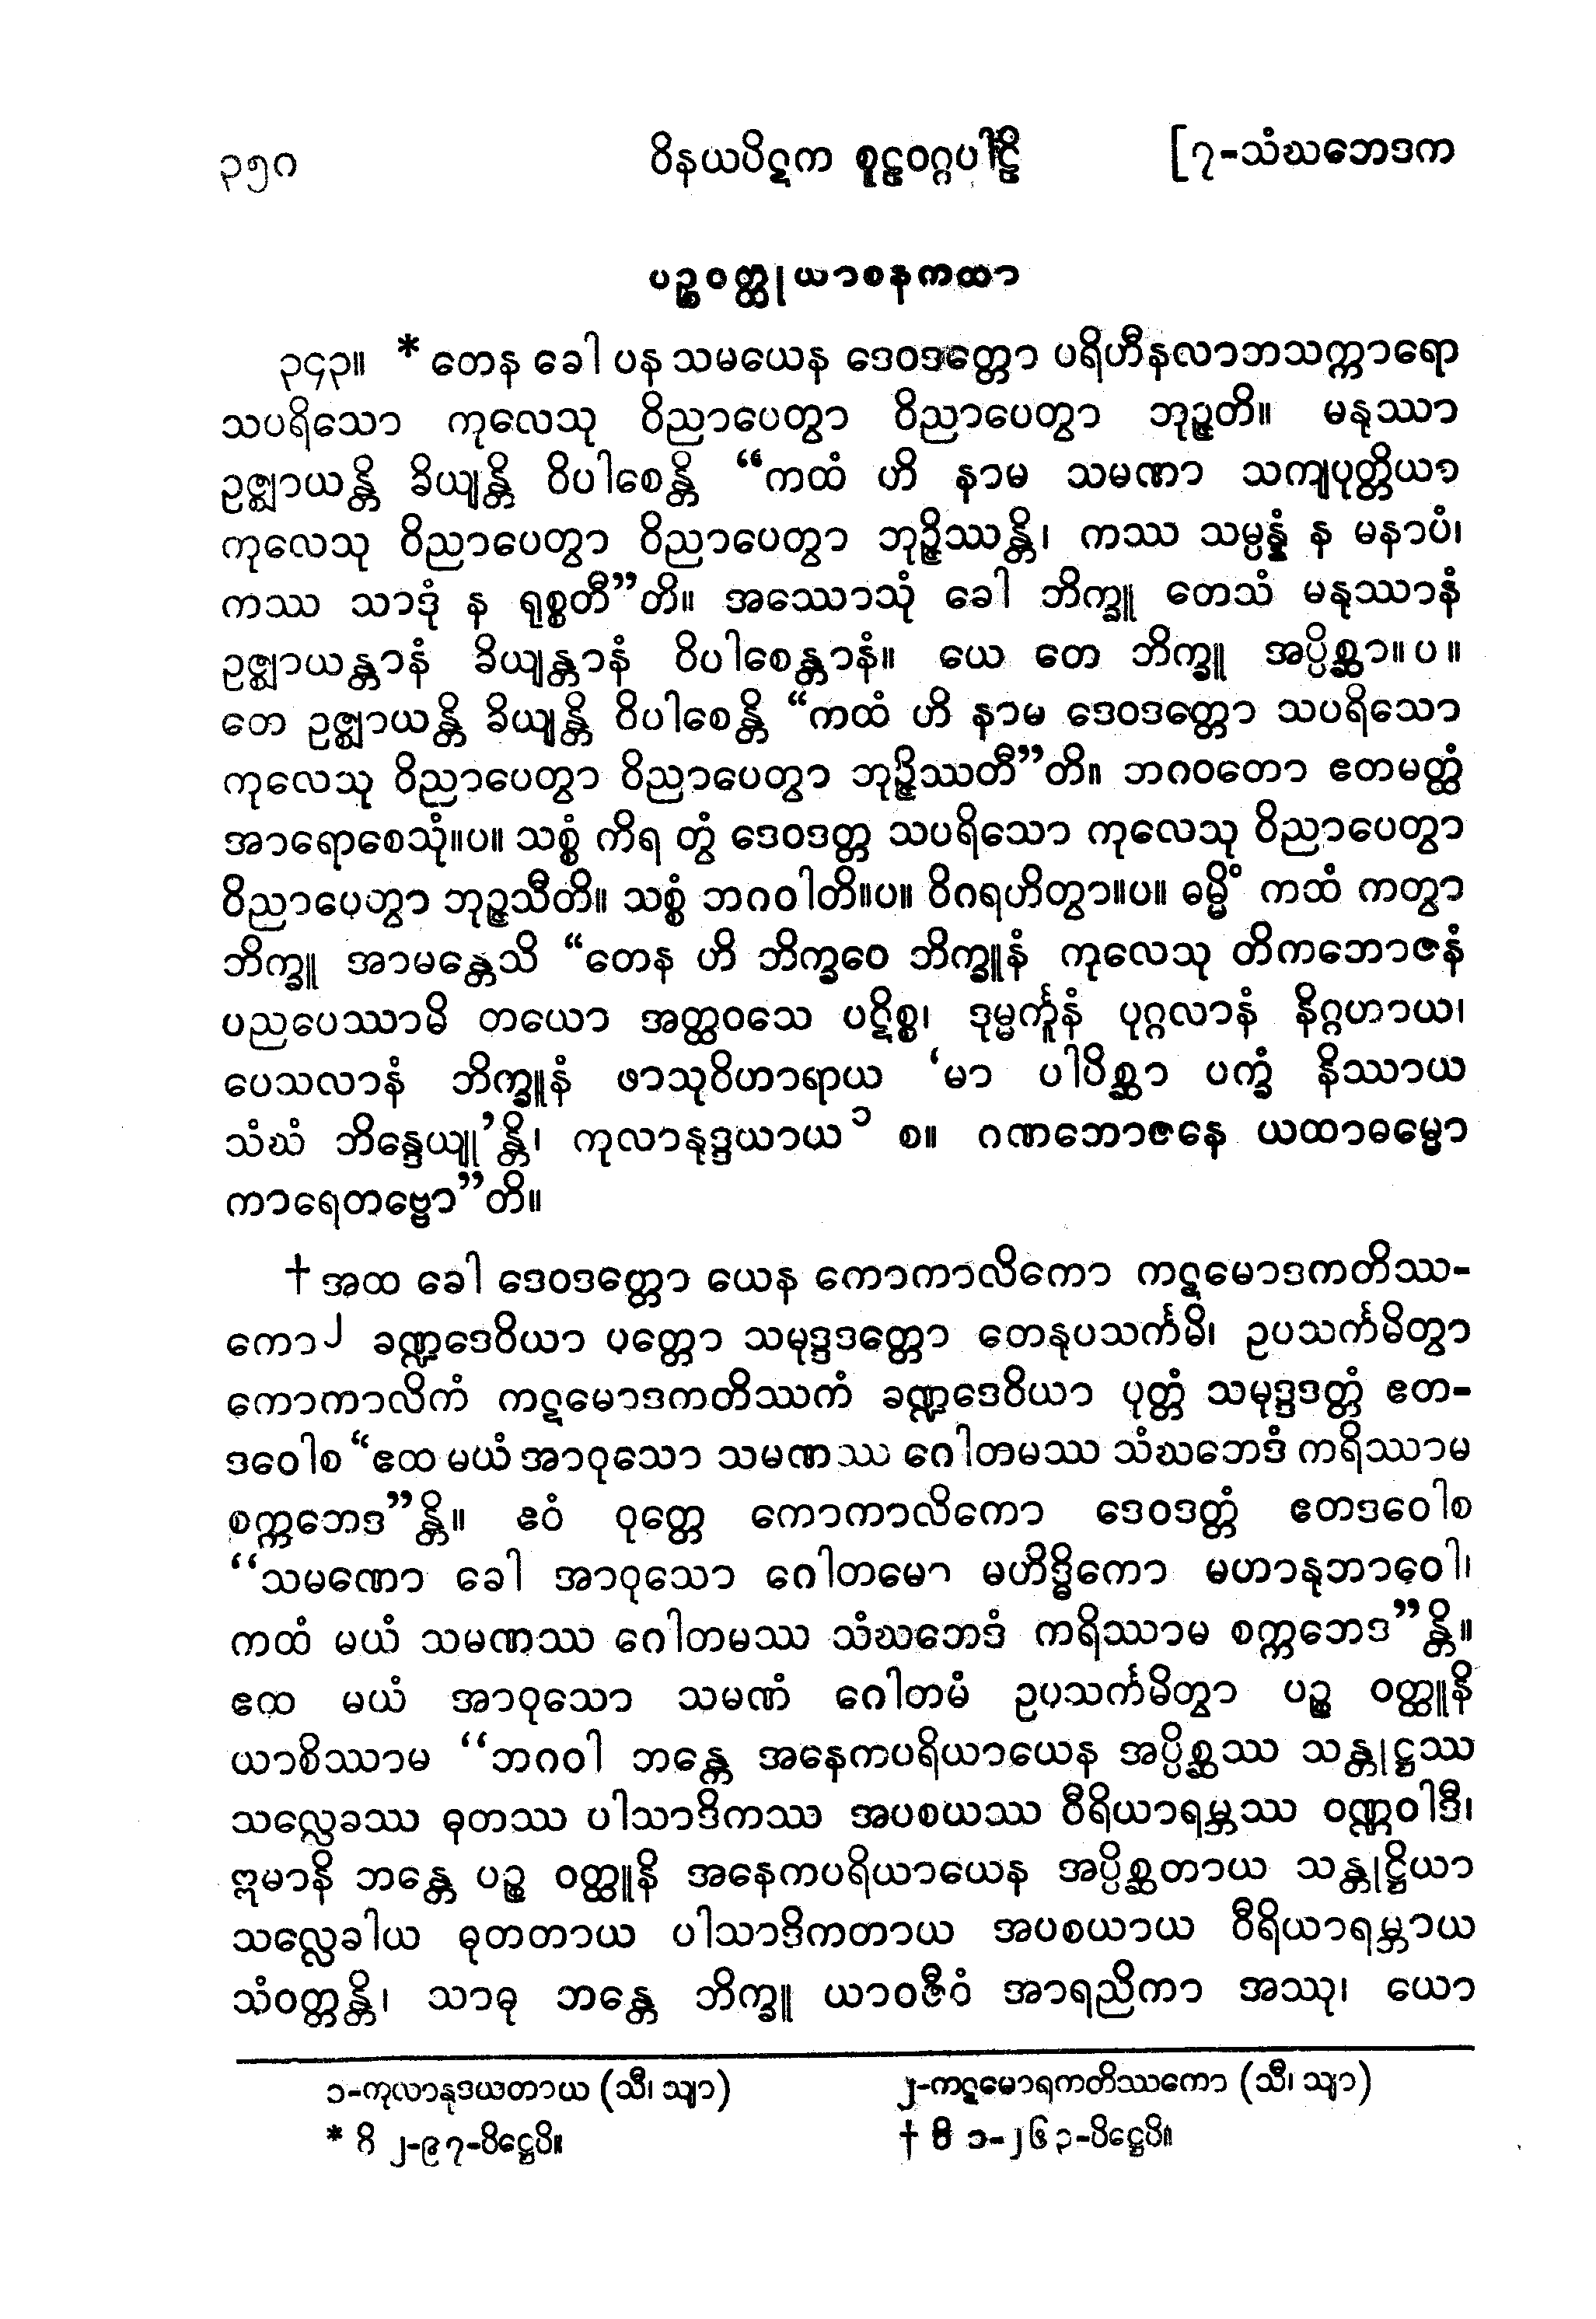 ၃၅၈ ဝိနယပိဋက စူဠဝဂ္ဂပါဠိ [၇-သံဃဘေဒက
ပဉ္စဝတ္ထုယာစနကထာ
၃၄၃။ * တေန ခေါ ပန သမယေန ဒေဝဒတ္တော ပရိဟီနလာဘသက္ကာရော
သပရိသော ကုလေသု ဝိညာပေတွာ ဝိညာပေတွာ ဘုဉ္ဇတိ။ မနုဿာ
ဥဇ္ဈာယန္တိ ခိယျန္တိ ဝိပါစေန္တိ “ကထံ ဟိ နာမ သမဏာ သကျပုတ္တိယာ
ကုလေသု ဝိညာပေတွာ ဝိညာပေတွာ ဘုဉ္ဇိဿန္တိ၊ ကဿ သမ္ပန္နံ န မနာပံ၊
ကဿ သာဒုံ န ရုစ္စတီ”တိ။ အဿောသုံ ခေါ ဘိက္ခူ တေသံ မနုဿာနံ
ဥဇ္ဈာယန္တာနံ ခိယျန္တာနံ ဝိပါစေန္တာနံ။ ယေ တေ ဘိက္ခူ အပ္ပိစ္ဆာ။ပ။
တေ ဥဇ္ဈာယန္တိ ခိယျန္တိ ဝိပါစေန္တိ “ကထံ ဟိ နာမ ဒေဝဒတ္တော သပရိသော
ကုလေသု ဝိညာပေတွာ ဝိညာပေတွာ ဘုဉ္ဇိဿတီ”တိ။ ဘဂဝတော ဧတမတ္ထံ
အာရောစေသုံ။ပ။ သစ္စံ ကိရ တွံ ဒေဝဒတ္တ သပရိသော ကုလေသု ဝိညာပေတွာ
ဝိညာပေတွာ ဘုဉ္ဇသီတိ။ သစ္စံ ဘဂဝါတိ။ပ။ ဝိဂရဟိတွာ။ပ။ ဓမ္မိံ ကထံ ကတွာ
ဘိက္ခူ အာမန္တေသိ “တေန ဟိ ဘိက္ခဝေ ဘိက္ခူနံ ကုလေသု တိကဘောဇနံ
ပညပေဿာမိ တယော အတ္ထဝသေ ပဋိစ္စ၊ ဒုမ္မင်္ကူနံ ပုဂ္ဂလာနံ နိဂ္ဂဟာယ၊
ပေသလာနံ ဘိက္ခူနံ ဖာသုဝိဟာရာယ ‘မာ ပါပိစ္ဆာ ပက္ခံ နိဿာယ
သံဃံ ဘိန္ဒေယျု’န္တိ၊ ကုလာနုဒ္ဒယာယ ၁ စ။ ဂဏဘောဇနေ ယထာဓမ္မော
ကာရေတဗ္ဗော”တိ။
† အထ ခေါ ဒေဝဒတ္တော ယေန ကောကာလိကော ကဋမောဒကတိဿ-
ကော၂ ခဏ္ဍဒေဝိယာ ပုတ္တော သမုဒ္ဒဒတ္တော တေနုပသင်္ကမိ၊ ဥပသင်္ကမိတွာ
ကောကာလိကံ ကဋမောဒကတိဿကံ ခဏ္ဍဒေဝိယာ ပုတ္တံ သမုဒ္ဒဒတ္တံ ဧတ-
ဒဝေါစ “ဧထ မယံ အာဝုသော သမဏဿ ဂေါတမဿ သံဃဘေဒံ ကရိဿာမ
စက္ကဘေဒ”န္တိ။ ဧဝံ ဝုတ္တေ ကောကာလိကော ဒေဝဒတ္တံ ဧတဒဝေါစ
“သမဏော ခေါ အာဝုသော ဂေါတမော မဟိဒ္ဓိကော မဟာနုဘာဝေါ၊
ကထံ မယံ သမဏဿ ဂေါတမဿ သံဃဘေဒံ ကရိဿာမ စက္ကဘေဒ”န္တိ။
ဧထ မယံ အာဝုသော သမဏံ ဂေါတမံ ဥပသင်္ကမိတွာ ပဉ္စ ဝတ္ထူနိ
ယာစိဿာမ “ဘဂဝါ ဘန္တေ အနေကပရိယာယေန အပ္ပိစ္ဆဿ သန္တုဋ္ဌဿ
သလ္လေခဿ ဓုတဿ ပါသာဒိကဿ အပစယဿ ဝီရိယာရမ္ဘဿ ဝဏ္ဏဝါဒီ၊
ဣမာနိ ဘန္တေ ပဉ္စ ဝတ္ထူနိ အနေကပရိယာယေန အပ္ပိစ္ဆတာယ သန္တုဋ္ဌိယာ
သလ္လေခါယ ဓုတတာယ ပါသာဒိကတာယ အပစယာယ ဝီရိယာရမ္ဘာယ
သံဝတ္တန္တိ၊ သာဓု ဘန္တေ ဘိက္ခူ ယာဝဇီဝံ အာရညိကာ အဿု၊ ယော
၁-ကုလာနုဒယတာယ (သီ၊ သျာ) ၂-ကဋမောရကတိဿကော (သီ၊ သျာ)
* ဝိ ၂-၉၇-ပိဋ္ဌေပိ။ † ဝိ ၁-၂၆၃-ပိဋ္ဌေပိ။